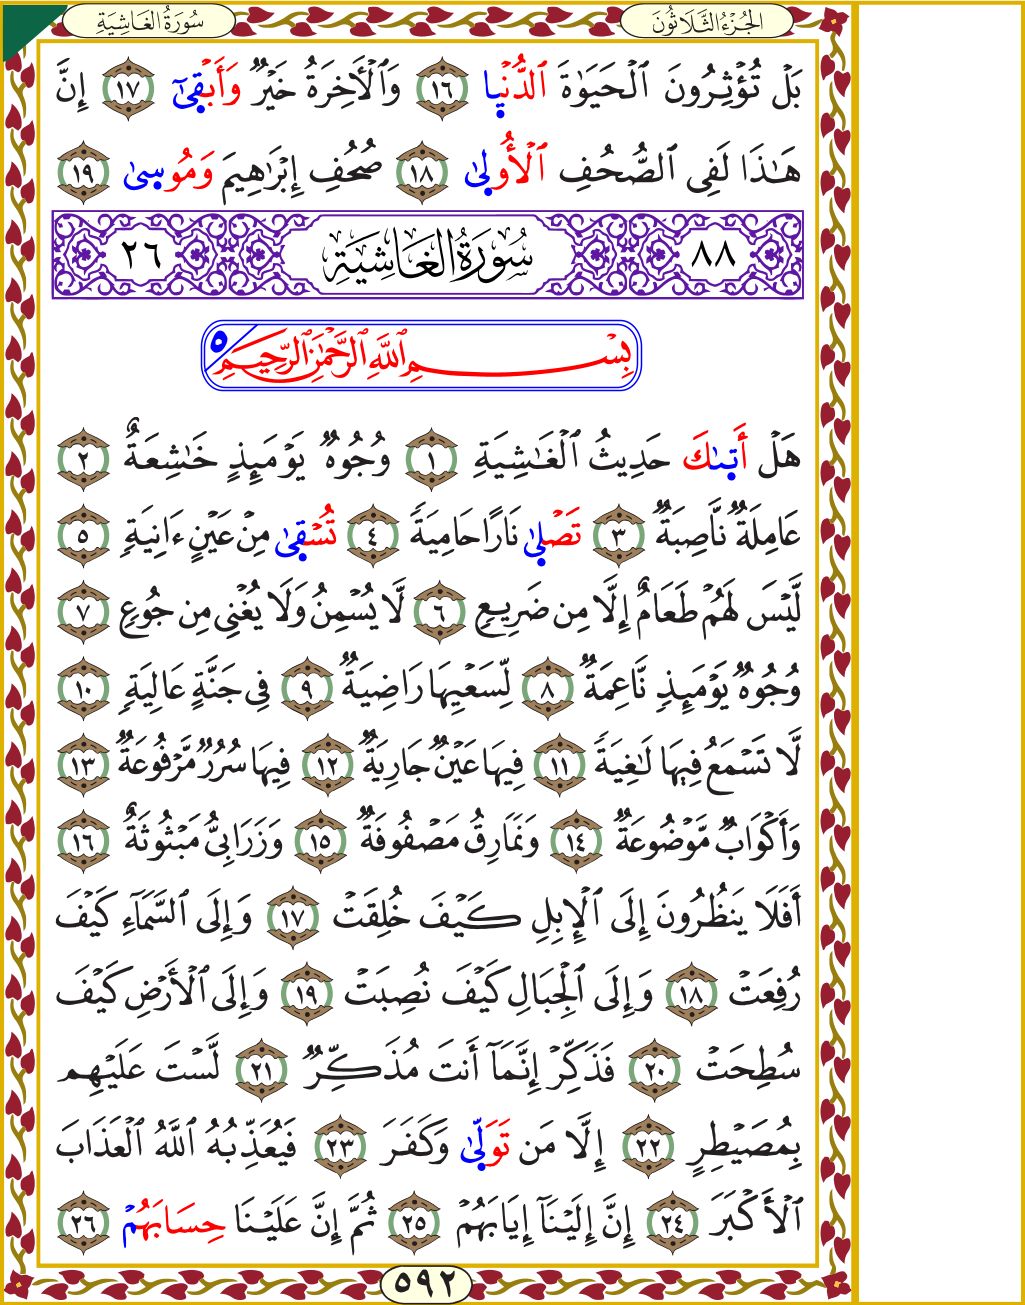 الجُزْءُ الثَّلَاثُونَ سُورَةُ الغَاشِيَةِ
بَلْ تُؤْثِرُونَ ٱلْحَيَوٰةَ ٱلدُّنْيٜا ١٦ وَٱلْأَخِرَةُ خَيْرٌ وَأَبْقٜىٰٓ ١٧ إِنَّ
هَـٰذَا لَفِى ٱلصُّحُفِ ٱلْأُولٜىٰ ١٨ صُحُفِ إِبْرَٰهِيمَ وَمُوسٜىٰ ١٩
٨٨ سُورَةُ الغَاشِيَةِ ٢٦
بِسْمِ ٱللَّهِ ٱلرَّحْمَـٰنِ ٱلرَّحِيمِ ٥
هَلْ أَتٜىٰكَ حَدِيثُ ٱلْغَـٰشِيَةِ ١ وُجُوهٌ يَوْمَئِذٍ خَـٰشِعَةٌ ٢
عَامِلَةٌ نَّاصِبَةٌ ٣ تَصْلٜىٰ نَارًا حَامِيَةً ٤ تُسْقٜىٰ مِنْ عَيْنٍ ءَانِيَةٍ ٥
لَّيْسَ لَهُمْ طَعَامٌ إِلَّا مِن ضَرِيعٍ ٦ لَّا يُسْمِنُ وَلَا يُغْنِى مِن جُوعٍ ٧
وُجُوهٌ يَوْمَئِذٍ نَّاعِمَةٌ ٨ لِّسَعْيِهَا رَاضِيَةٌ ٩ فِى جَنَّةٍ عَالِيَةٍ ١٠
لَّا تَسْمَعُ فِيهَا لَـٰغِيَةً ١١ فِيهَا عَيْنٌ جَارِيَةٌ ١٢ فِيهَا سُرُرٌ مَّرْفُوعَةٌ ١٣
وَأَكْوَابٌ مَّوْضُوعَةٌ ١٤ وَنَمَارِقُ مَصْفُوفَةٌ ١٥ وَزَرَابِىُّ مَبْثُوثَةٌ ١٦
أَفَلَا يَنظُرُونَ إِلَى ٱلْإِبِلِ كَيْفَ خُلِقَتْ ١٧ وَإِلَى ٱلسَّمَآءِ كَيْفَ
رُفِعَتْ ١٨ وَإِلَى ٱلْجِبَالِ كَيْفَ نُصِبَتْ ١٩ وَإِلَى ٱلْأَرْضِ كَيْفَ
سُطِحَتْ ٢٠ فَذَكِّرْ إِنَّمَآ أَنتَ مُذَكِّرٌ ٢١ لَّسْتَ عَلَيْهِم
بِمُصَيْطِرٍ ٢٢ إِلَّا مَن تَوَلّٜىٰ وَكَفَرَ ٢٣ فَيُعَذِّبُهُ ٱللَّهُ ٱلْعَذَابَ
ٱلْأَكْبَرَ ٢٤ إِنَّ إِلَيْنَآ إِيَابَهُمْ ٢٥ ثُمَّ إِنَّ عَلَيْنَا حِسَابَهُمْ ٢٦
٥٩٢